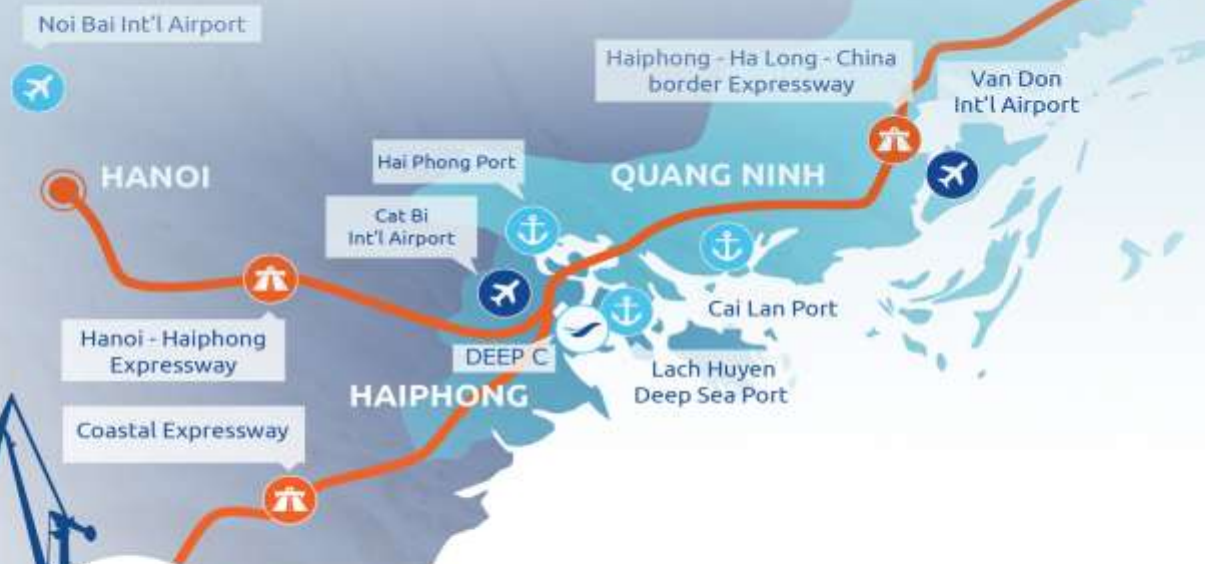 Noi Bai Int'l Airport
Haiphong - Ha Long - China
border Expressway
Van Don
Int'l Airport
HANOI
Hai Phong Port
QUANG NINH
Cat Bi
Int'l Airport
Cai Lan Port
Hanoi - Haiphong
Expressway
DEEP C
Lach Huyen
Deep Sea Port
HAIPHONG
Coastal Expressway